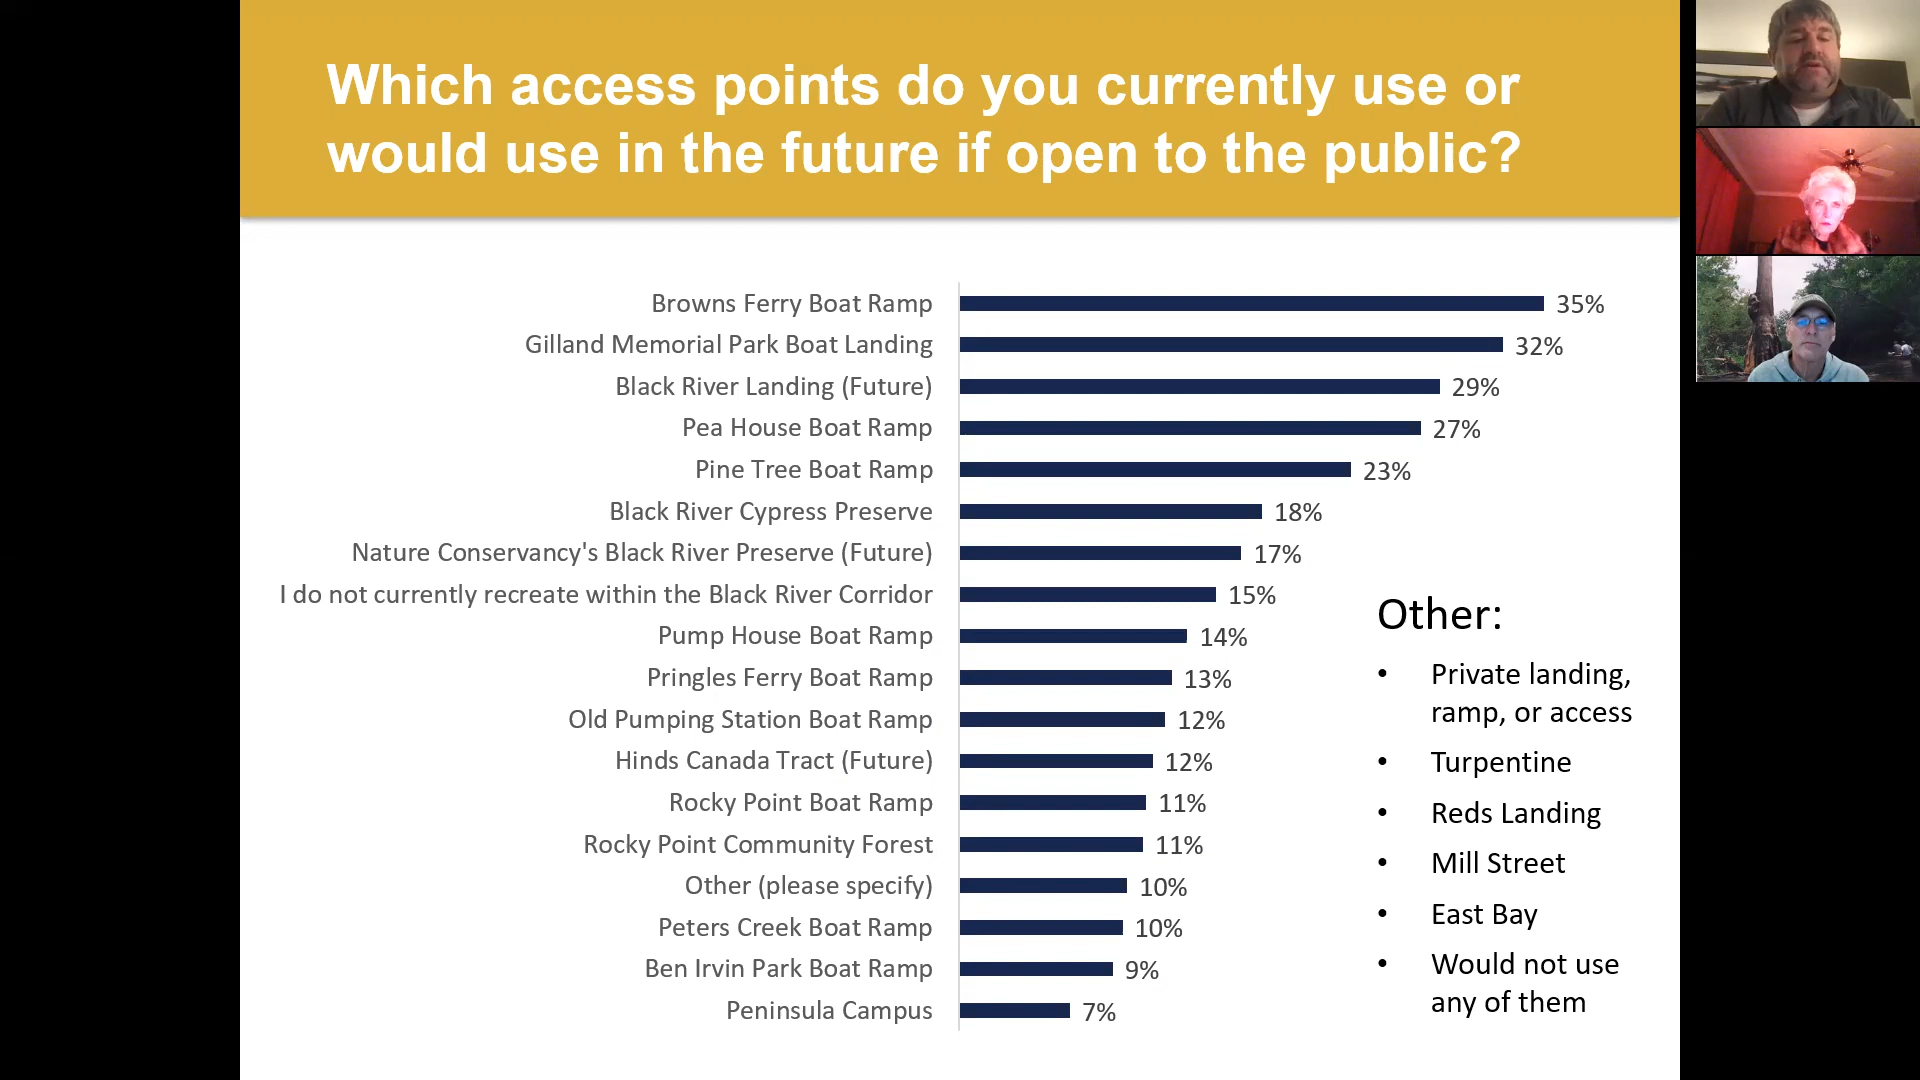 Which access points do you currently use or
would use in the future if open to the public?
Browns Ferry Boat Ramp 35%
Gilland Memorial Park Boat Landing 32%
Black River Landing (Future) 29%
Pea House Boat Ramp 27%
Pine Tree Boat Ramp 23%
Black River Cypress Preserve 18%
Nature Conservancy's Black River Preserve (Future) 17%
I do not currently recreate within the Black River Corridor 15%
Pump House Boat Ramp 14%
Pringles Ferry Boat Ramp 13%
Old Pumping Station Boat Ramp 12%
Hinds Canada Tract (Future) 12%
Rocky Point Boat Ramp 11%
Rocky Point Community Forest 11%
Other (please specify) 10%
Peters Creek Boat Ramp 10%
Ben Irvin Park Boat Ramp 9%
Peninsula Campus 7%
Other:
• Private landing,
ramp, or access
• Turpentine
• Reds Landing
• Mill Street
• East Bay
• Would not use
any of them